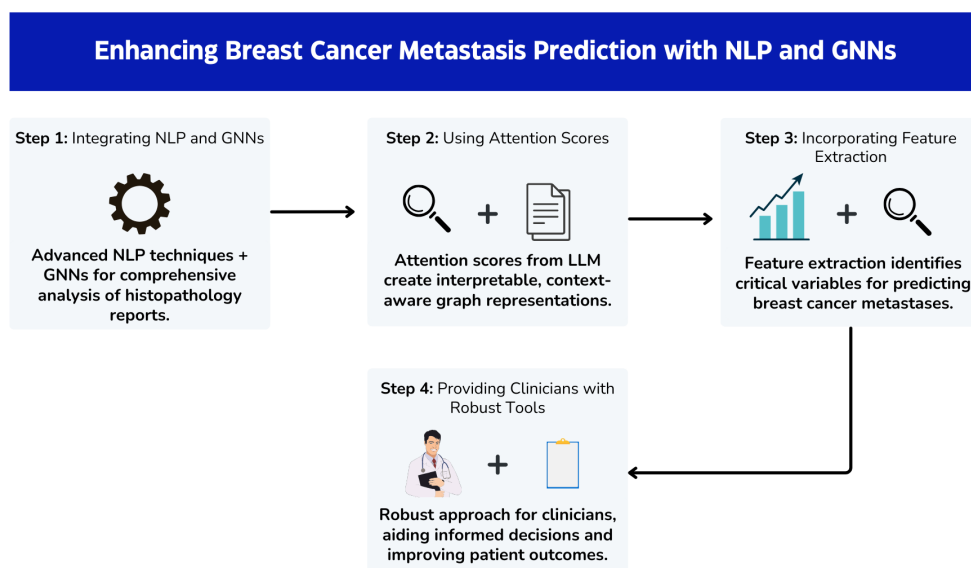 Enhancing Breast Cancer Metastasis Prediction with NLP and GNNs
Step 1: Integrating NLP and GNNs
Advanced NLP techniques +
GNNs for comprehensive
analysis of histopathology
reports.
Step 2: Using Attention Scores
Attention scores from LLM
create interpretable, context-
aware graph representations.
Step 3: Incorporating Feature
Extraction
Feature extraction identifies
critical variables for predicting
breast cancer metastases.
Step 4: Providing Clinicians with
Robust Tools
Robust approach for clinicians,
aiding informed decisions and
improving patient outcomes.